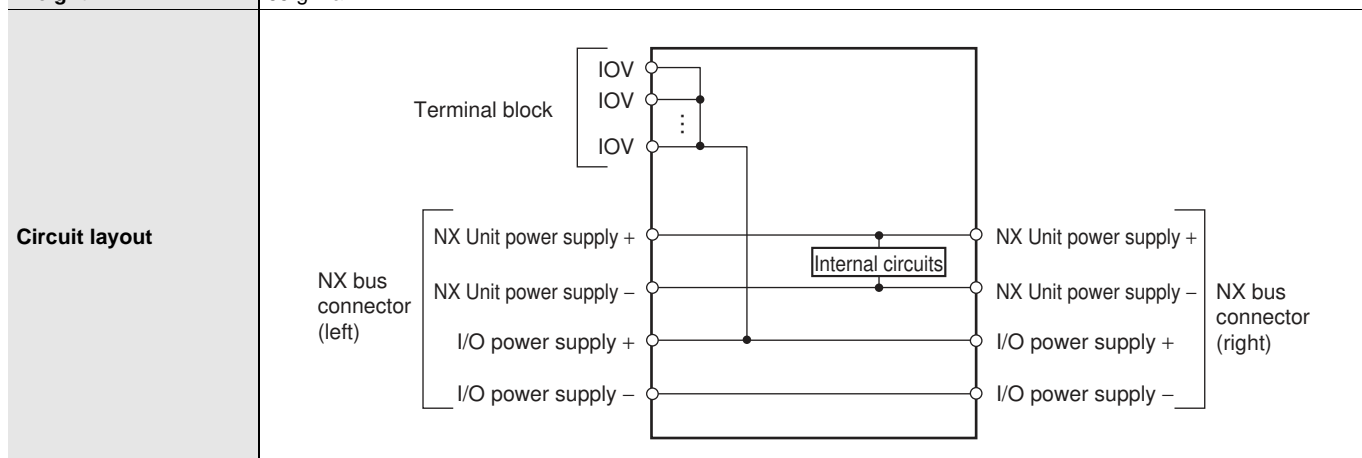 Circuit layout
Terminal block
IOV
IOV
⋮
IOV
NX bus
connector
(left)
NX Unit power supply +
NX Unit power supply −
I/O power supply +
I/O power supply −
Internal circuits
NX Unit power supply +
NX Unit power supply −
I/O power supply +
I/O power supply −
NX bus
connector
(right)